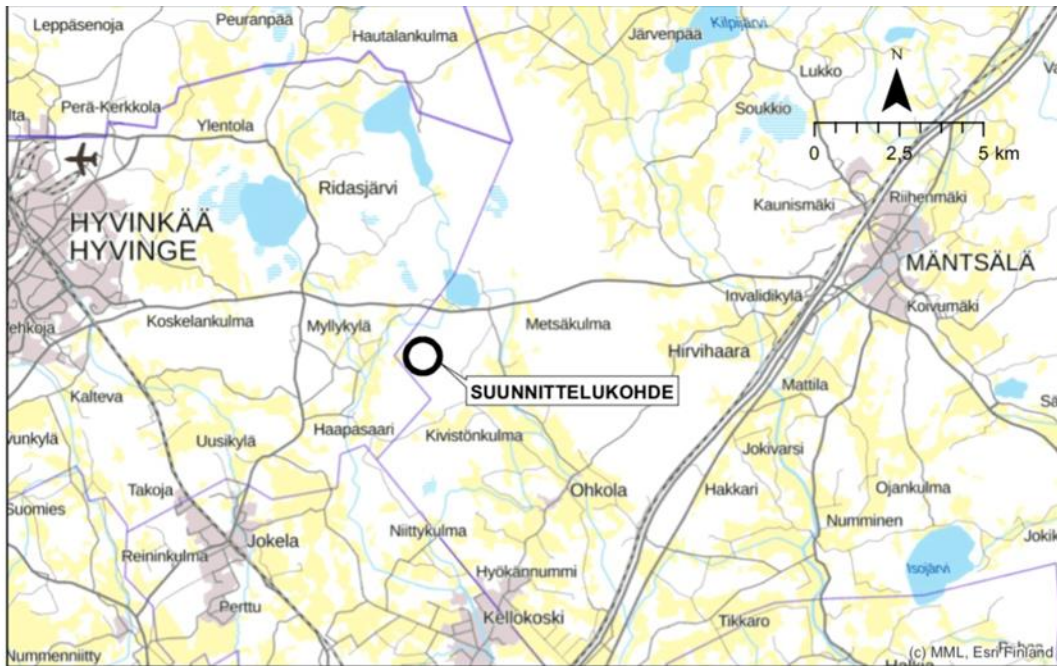 Leppäsenoja
Peuranpää
Hautalankulma
Järvenpää
Kilpijärvi
Lukko
N
Perä-Kerkkola
Ylentola
Soukkio
0 2,5 5 km
Ridasjärvi
Kaunismäki
Riihenmäki
HYVINKÄÄ
HYVINGE
MÄNTSÄLÄ
Invalidikylä
Koivumäki
Koskelankulma
Myllykylä
Metsäkulma
Hirvihaara
SUUNNITTELUKOHDE
Kalteva
Mattila
Uusikylä
Haapasaari
Kivistönkulma
Jokivarsi
Takoja
Ohkola
Hakkari
Ojankulma
Suomies
Numminen
Niittykulma
Jokela
Reininkulma
Isojärvi
Hyökännummi
Perttu
Kellokoski
Tikkaro
Nummenniitty
(c) MML, Esri Finland